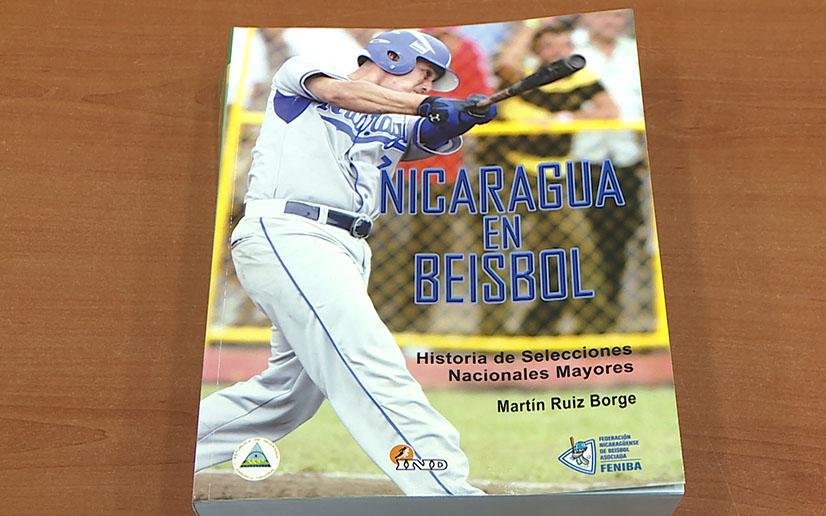 NICARAGUA
EN
BEISBOL
Historia de Selecciones
Nacionales Mayores
Martín Ruiz Borge
IND
FEDERACIÓN
NICARAGÜENSE
DE BEISBOL
ASOCIADA
FENIBA